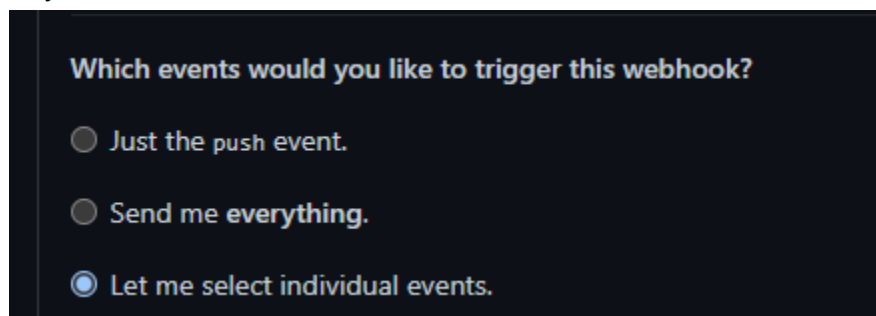 Which events would you like to trigger this webhook?
Just the push event.
Send me everything.
Let me select individual events.